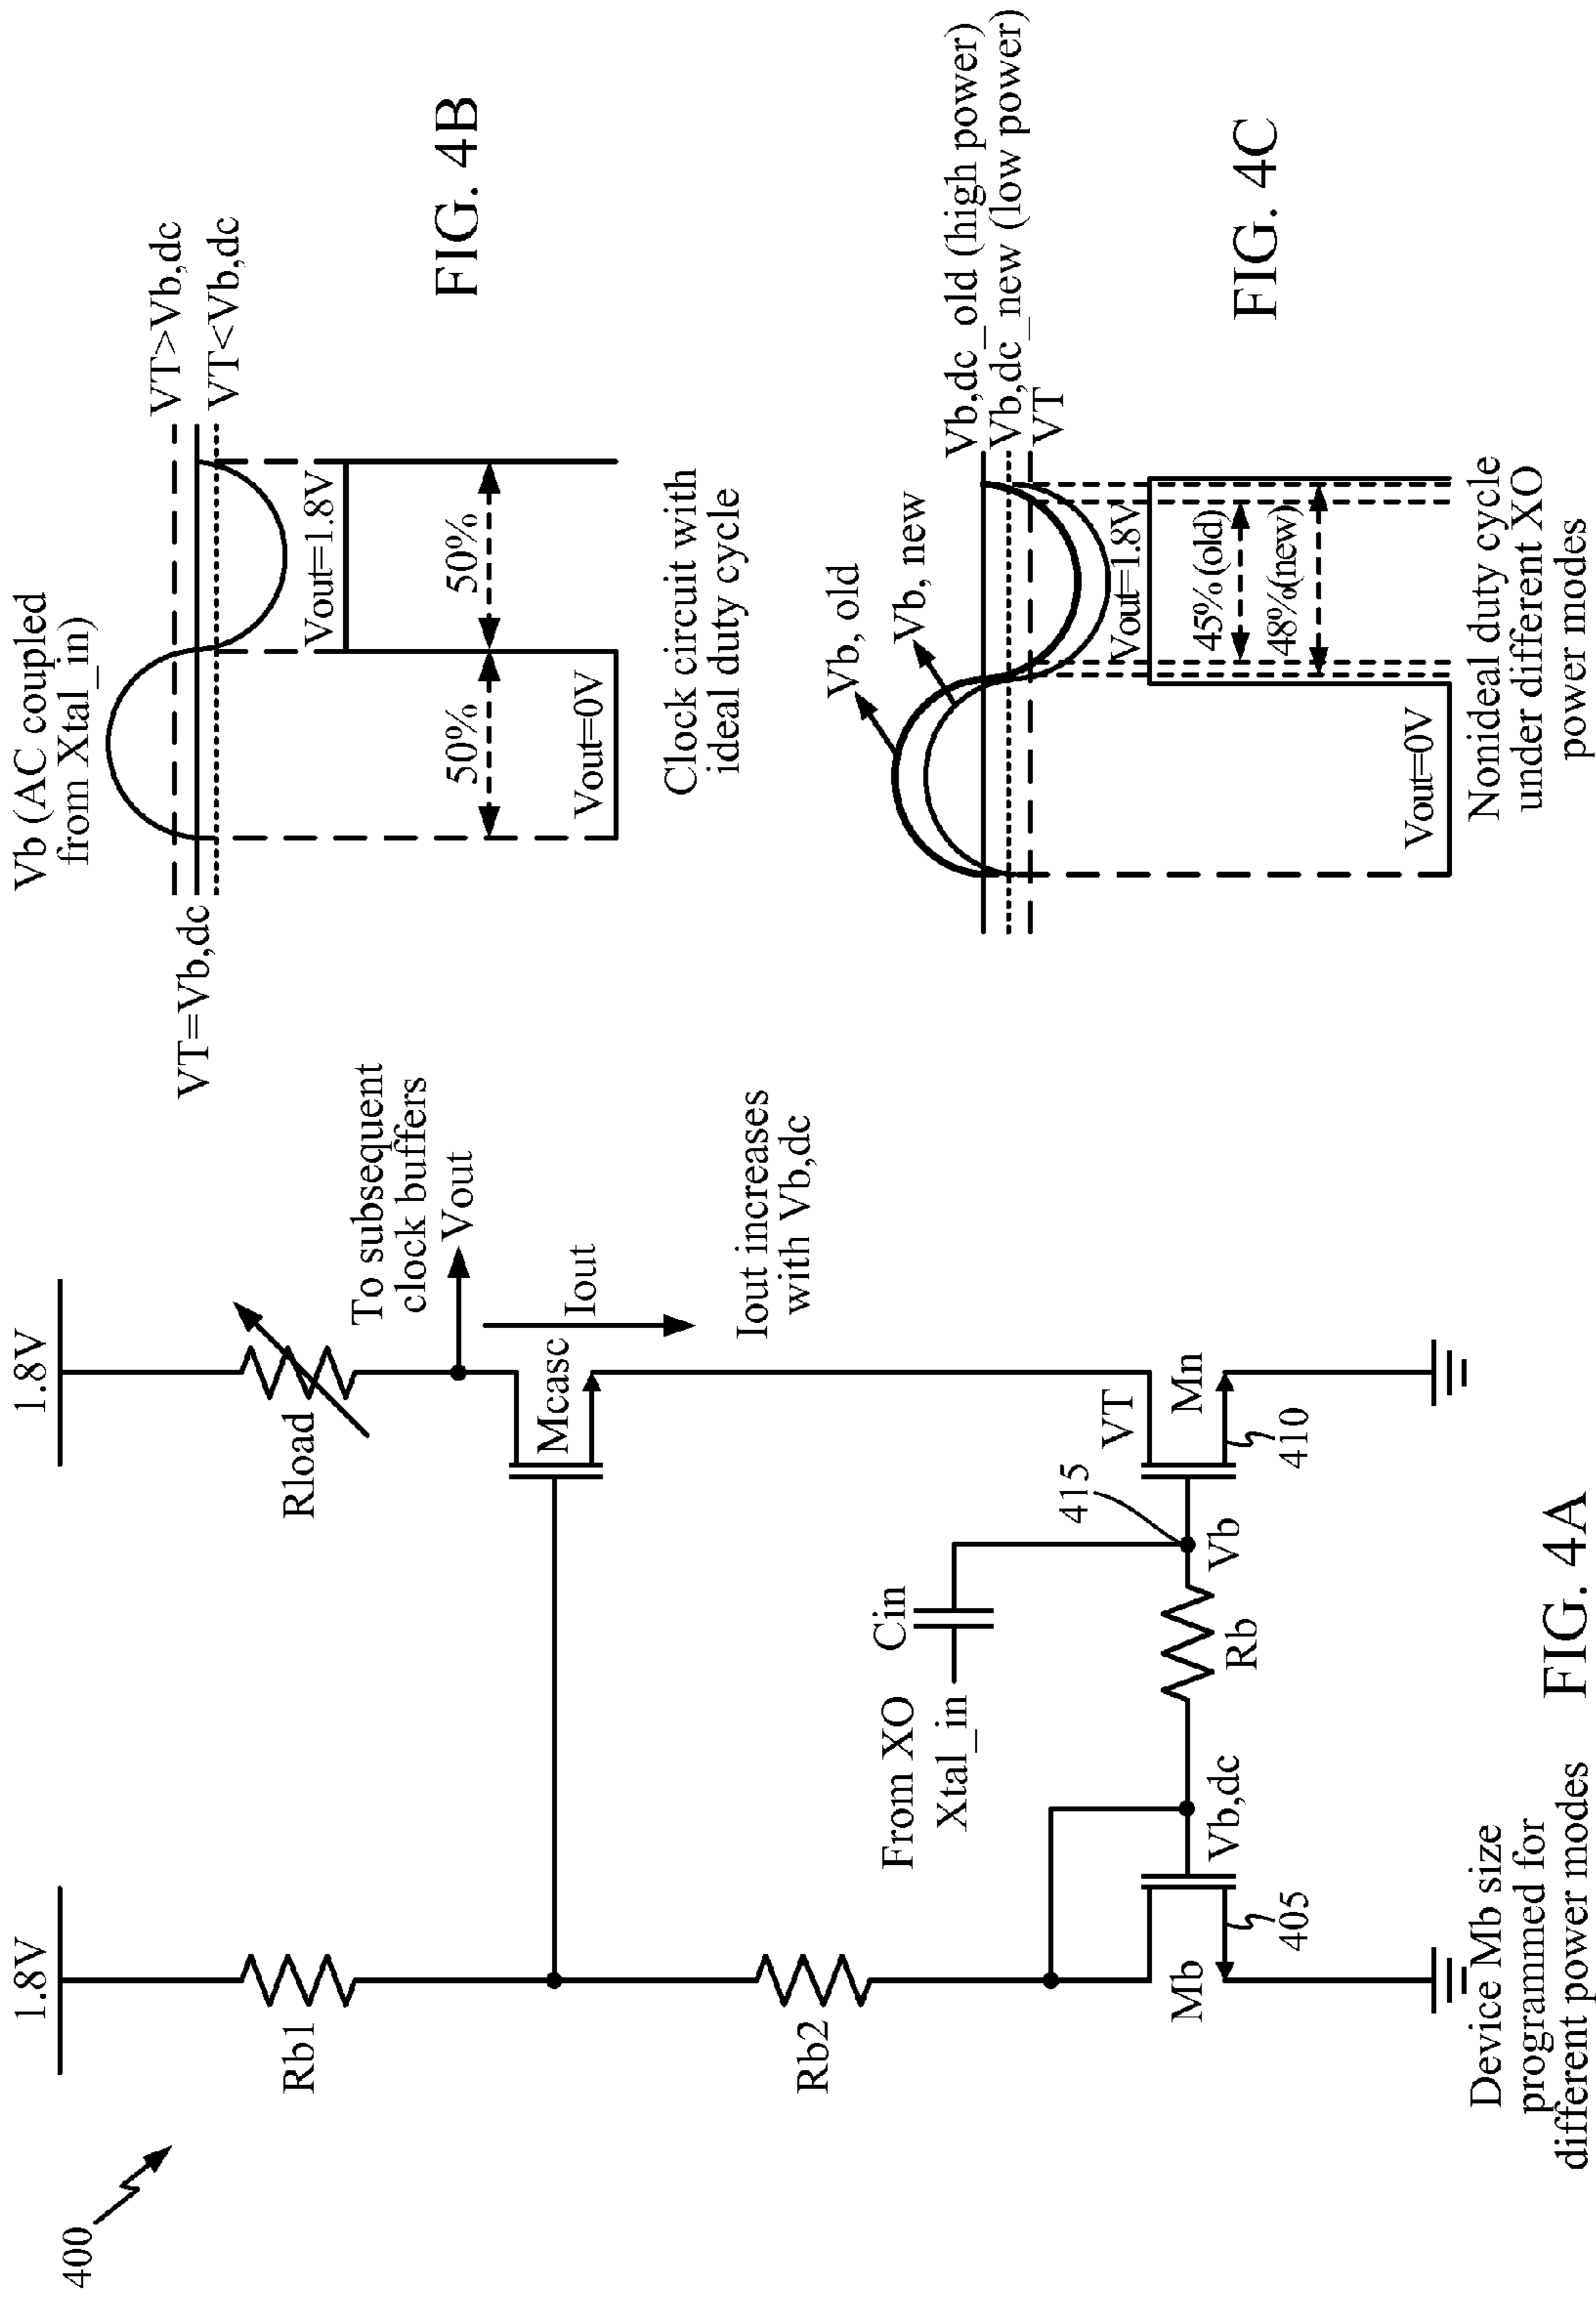 400
1.8V
Rb1
Rb2
Mb
405
Vb,dc
Device Mb size
programmed for
different power modes
1.8V
Rload
To subsequent
clock buffers
Vout
Mcasc
Iout
Iout increases
with Vb,dc
From XO
Xtal_in
Cin
Rb
415
Vb
VT
Mn
410
FIG. 4A
Vb (AC coupled
from Xtal_in)
VT=Vb,dc
VT>Vb,dc
VT<Vb,dc
Vout=1.8V
50%
50%
Vout=0V
Clock circuit with
ideal duty cycle
FIG. 4B
Vb, old
Vb, new
Vb,dc_old (high power)
Vb,dc_new (low power)
VT
Vout=1.8V
45%(old)
48%(new)
Vout=0V
Nonideal duty cycle
under different XO
power modes
FIG. 4C